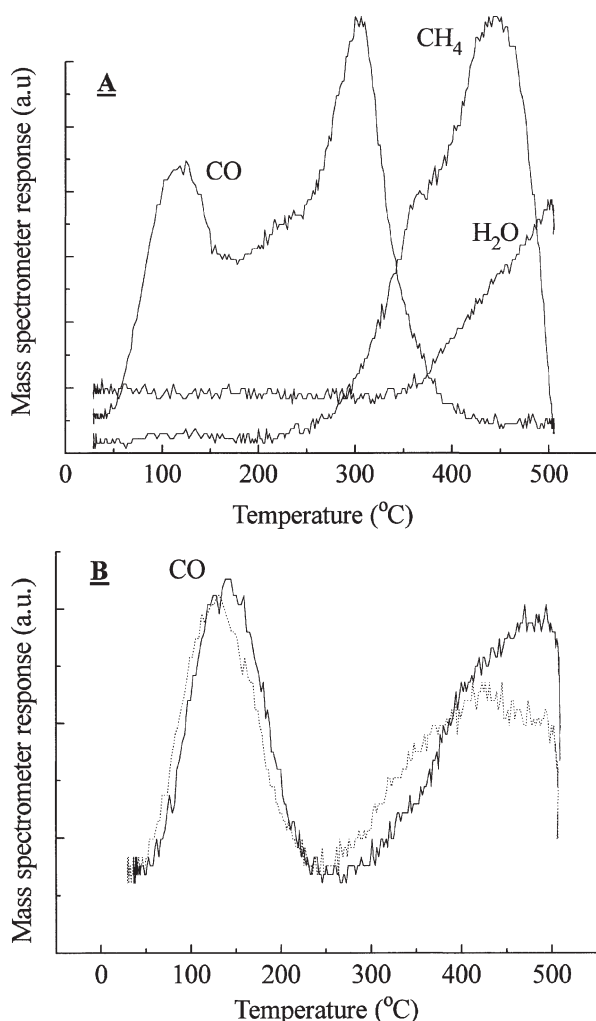 A
CH₄
CO
H₂O
Mass spectrometer response (a.u)
0 100 200 300 400 500
Temperature (°C)
B
CO
Mass spectrometer response (a.u.)
0 100 200 300 400 500
Temperature (°C)